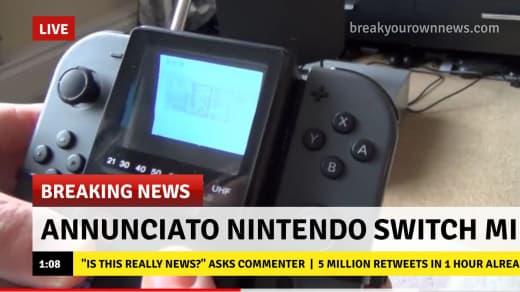 LIVE
breakyourownnews.com
X
Y
A
B
21 30 40 50
UHF
BREAKING NEWS
ANNUNCIATO NINTENDO SWITCH MI
1:08
"IS THIS REALLY NEWS?" ASKS COMMENTER | 5 MILLION RETWEETS IN 1 HOUR ALREA